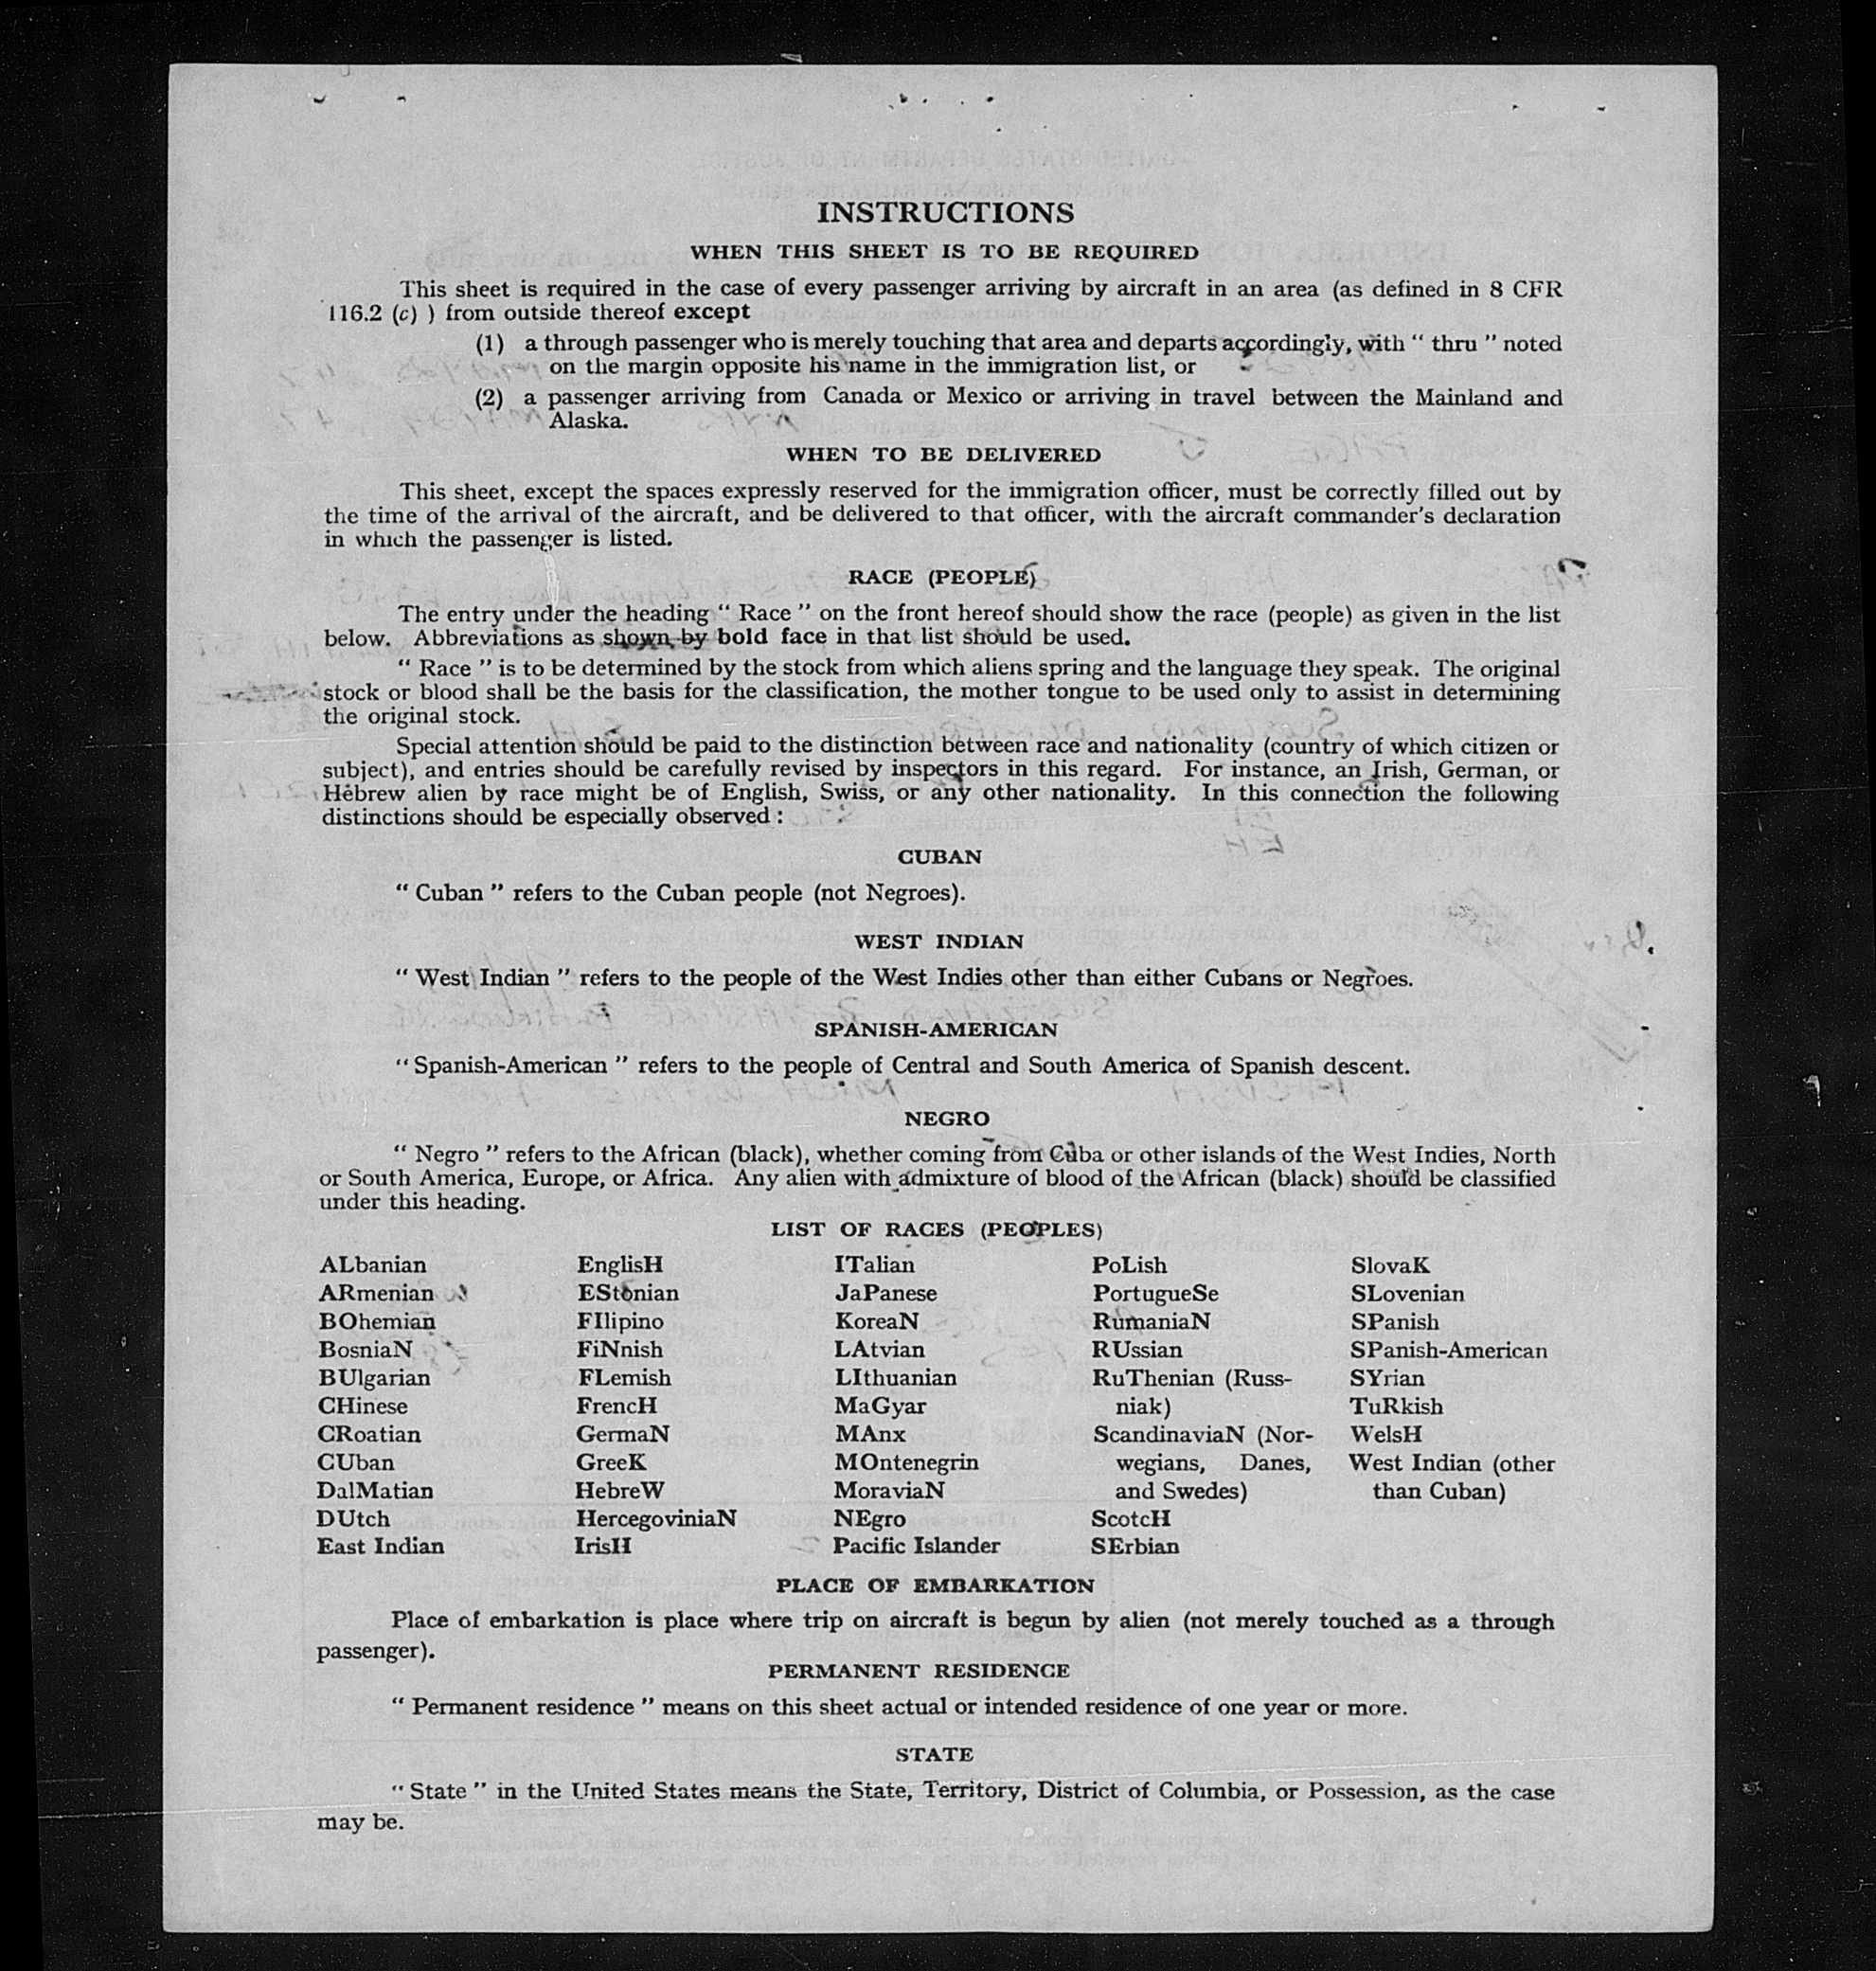 INSTRUCTIONS
WHEN THIS SHEET IS TO BE REQUIRED
This sheet is required in the case of every passenger arriving by aircraft in an area (as defined in 8 CFR
116.2 (c) ) from outside thereof except
(1) a through passenger who is merely touching that area and departs accordingly, with “ thru ” noted
on the margin opposite his name in the immigration list, or
(2) a passenger arriving from Canada or Mexico or arriving in travel between the Mainland and
Alaska.
WHEN TO BE DELIVERED
This sheet, except the spaces expressly reserved for the immigration officer, must be correctly filled out by
the time of the arrival of the aircraft, and be delivered to that officer, with the aircraft commander's declaration
in which the passenger is listed.
RACE (PEOPLE)
The entry under the heading “ Race ” on the front hereof should show the race (people) as given in the list
below. Abbreviations as shown by bold face in that list should be used.
“ Race ” is to be determined by the stock from which aliens spring and the language they speak. The original
stock or blood shall be the basis for the classification, the mother tongue to be used only to assist in determining
the original stock.
Special attention should be paid to the distinction between race and nationality (country of which citizen or
subject), and entries should be carefully revised by inspectors in this regard. For instance, an Irish, German, or
Hebrew alien by race might be of English, Swiss, or any other nationality. In this connection the following
distinctions should be especially observed :
CUBAN
“ Cuban ” refers to the Cuban people (not Negroes).
WEST INDIAN
“ West Indian ” refers to the people of the West Indies other than either Cubans or Negroes.
SPANISH-AMERICAN
“ Spanish-American ” refers to the people of Central and South America of Spanish descent.
NEGRO
“ Negro ” refers to the African (black), whether coming from Cuba or other islands of the West Indies, North
or South America, Europe, or Africa. Any alien with admixture of blood of the African (black) should be classified
under this heading.
LIST OF RACES (PEOPLES)
ALbanian
ARmenian
BOhemian
BosniaN
BUlgarian
CHinese
CRoatian
CUban
DalMatian
DUtch
East Indian
EnglisH
EStonian
FIlipino
FiNnish
FLemish
FrencH
GermaN
GreeK
HebreW
HercegoviniaN
IrisH
ITalian
JaPanese
KoreaN
LAtvian
LIthuanian
MaGyar
MAnx
MOntenegrin
MoraviaN
NEgro
Pacific Islander
PoLish
PortugueSe
RumaniaN
RUssian
RuThenian (Russ-
niak)
ScandinaviaN (Nor-
wegians, Danes,
and Swedes)
ScotcH
SErbian
SlovaK
SLovenian
SPanish
SPanish-American
SYrian
TuRkish
WelsH
West Indian (other
than Cuban)
PLACE OF EMBARKATION
Place of embarkation is place where trip on aircraft is begun by alien (not merely touched as a through
passenger).
PERMANENT RESIDENCE
“ Permanent residence ” means on this sheet actual or intended residence of one year or more.
STATE
“ State ” in the United States means the State, Territory, District of Columbia, or Possession, as the case
may be.